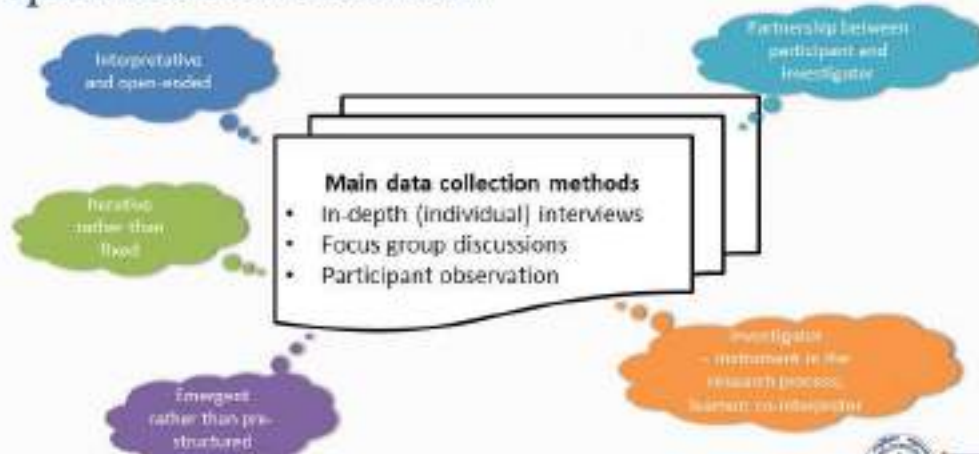 Interpretative
and open-ended
Partnership between
participant and
investigator
Main data collection methods
• In-depth (individual) interviews
• Focus group discussions
• Participant observation
Iterative
rather than
fixed
Emergent
rather than pre-
structured
Investigator
– instrument in the
research process;
learner, co-interpreter